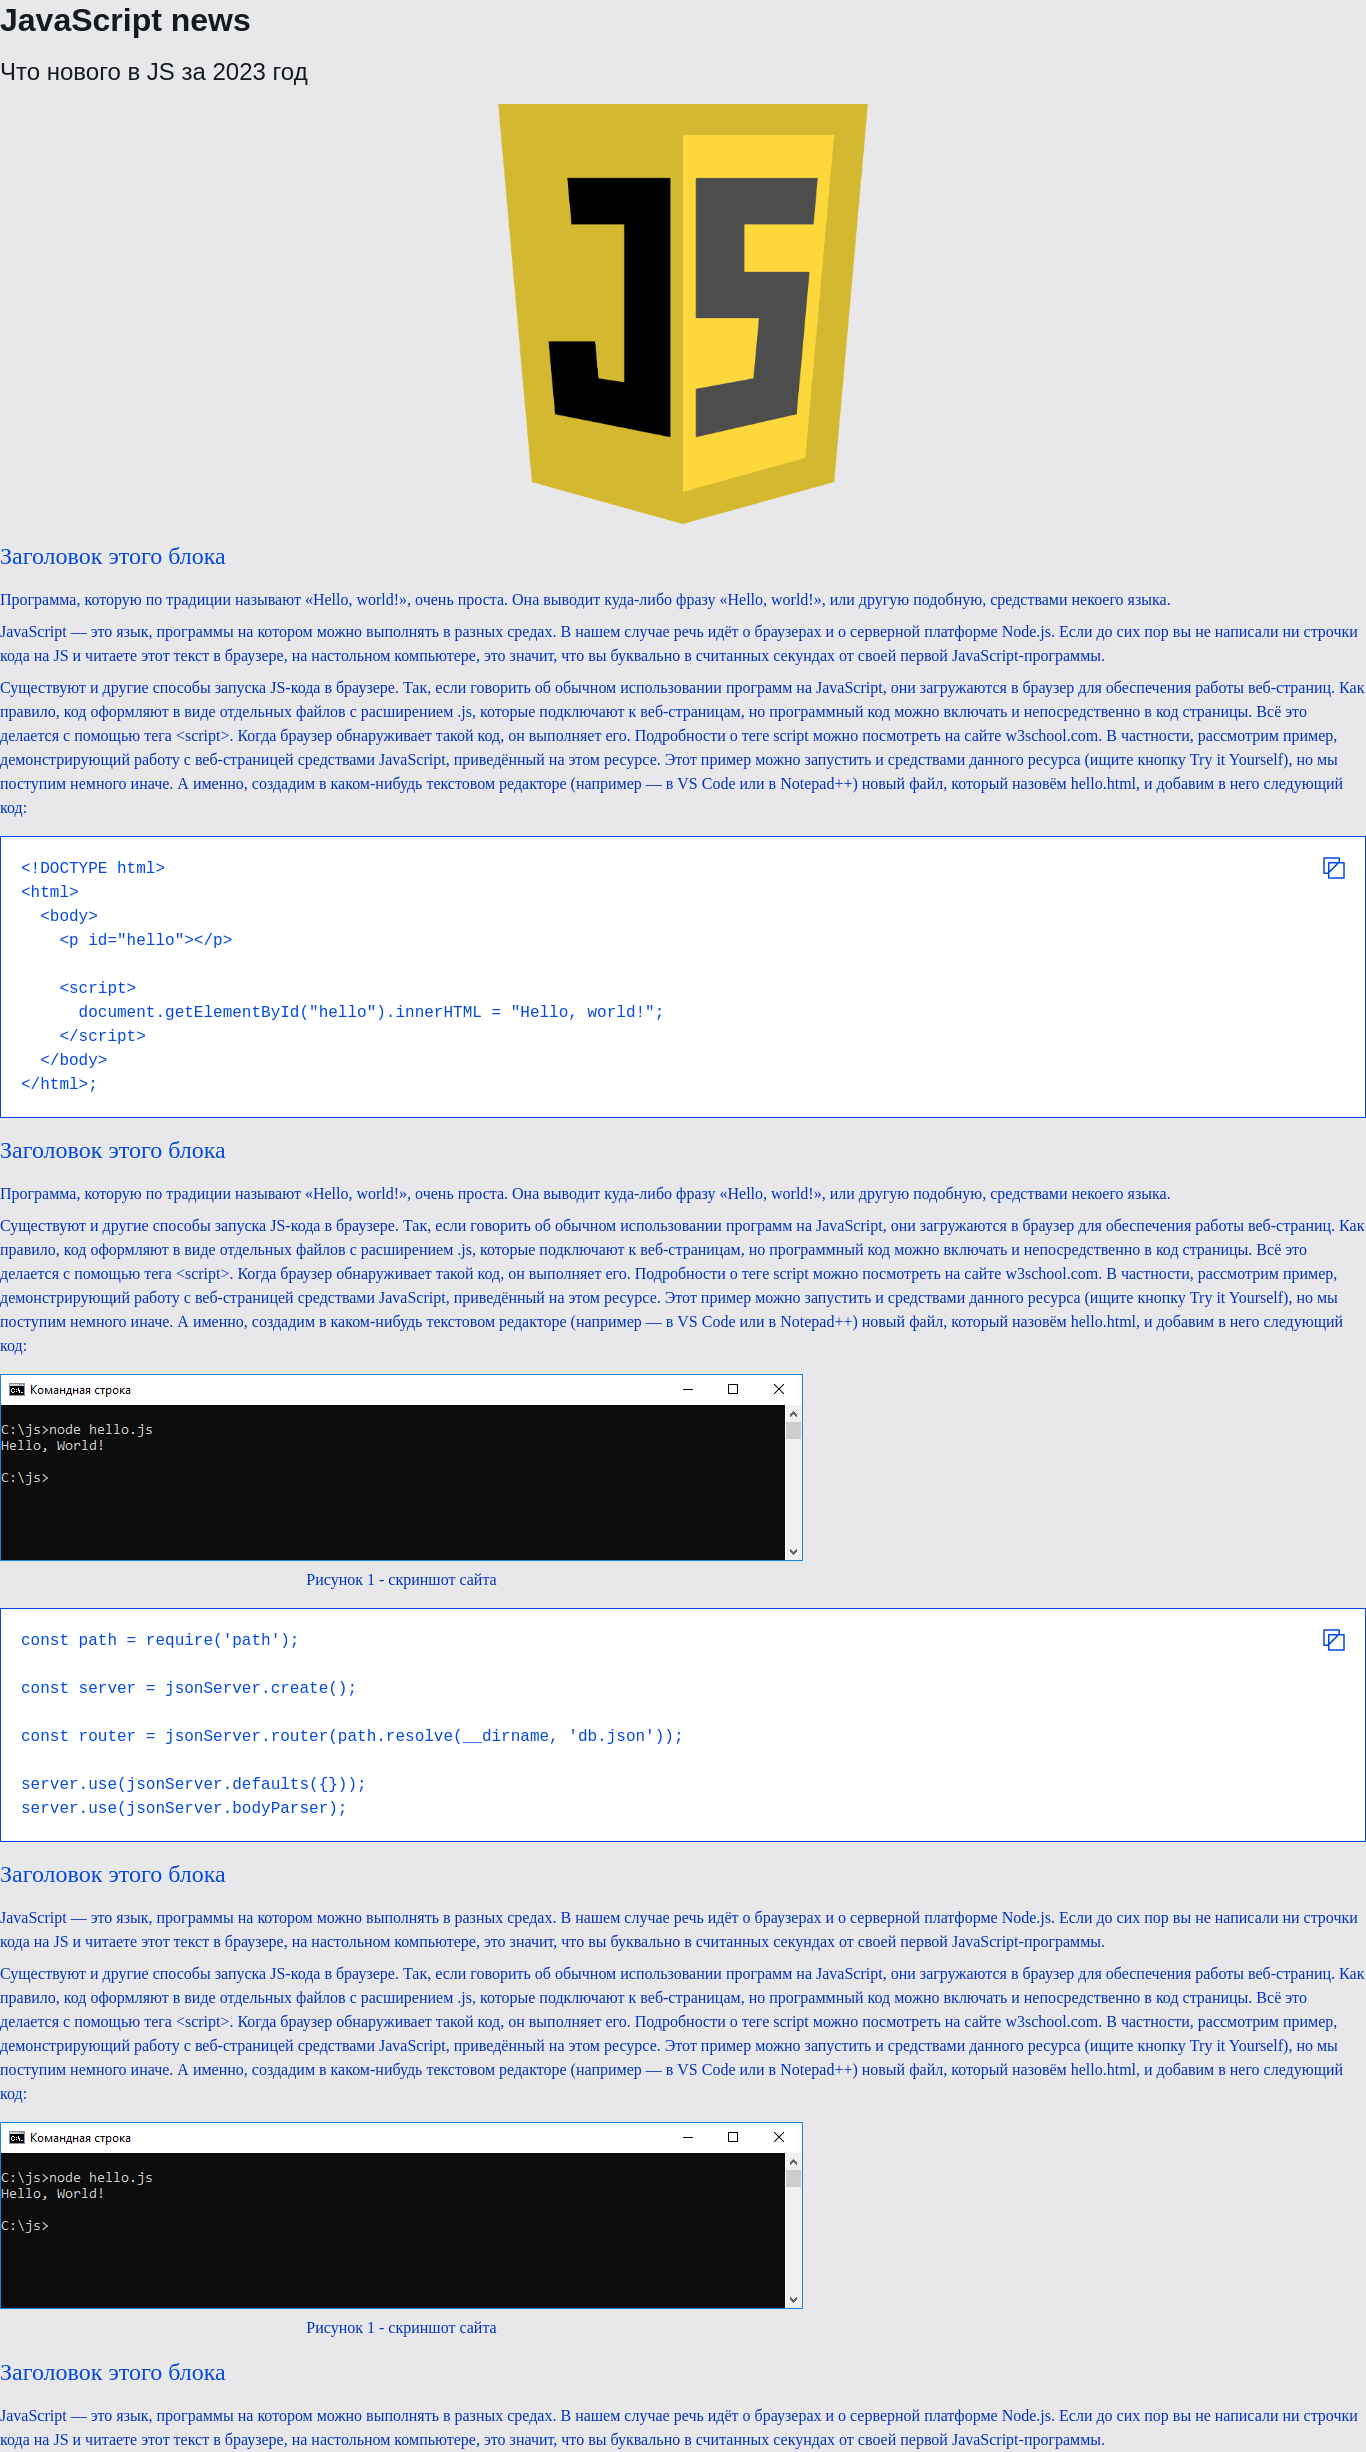 JavaScript news
Что нового в JS за 2023 год
JS
Заголовок этого блока
Программа, которую по традиции называют «Hello, world!», очень проста. Она выводит куда-либо фразу «Hello, world!», или другую подобную, средствами некоего языка.
JavaScript — это язык, программы на котором можно выполнять в разных средах. В нашем случае речь идёт о браузерах и о серверной платформе Node.js. Если до сих пор вы не написали ни строчки
кода на JS и читаете этот текст в браузере, на настольном компьютере, это значит, что вы буквально в считанных секундах от своей первой JavaScript-программы.
Существуют и другие способы запуска JS-кода в браузере. Так, если говорить об обычном использовании программ на JavaScript, они загружаются в браузер для обеспечения работы веб-страниц. Как
правило, код оформляют в виде отдельных файлов с расширением .js, которые подключают к веб-страницам, но программный код можно включать и непосредственно в код страницы. Всё это
делается с помощью тега <script>. Когда браузер обнаруживает такой код, он выполняет его. Подробности о теге script можно посмотреть на сайте w3school.com. В частности, рассмотрим пример,
демонстрирующий работу с веб-страницей средствами JavaScript, приведённый на этом ресурсе. Этот пример можно запустить и средствами данного ресурса (ищите кнопку Try it Yourself), но мы
поступим немного иначе. А именно, создадим в каком-нибудь текстовом редакторе (например — в VS Code или в Notepad++) новый файл, который назовём hello.html, и добавим в него следующий
код:
<!DOCTYPE html>
<html>
  <body>
    <p id="hello"></p>
    <script>
      document.getElementById("hello").innerHTML = "Hello, world!";
    </script>
  </body>
</html>;
Заголовок этого блока
Программа, которую по традиции называют «Hello, world!», очень проста. Она выводит куда-либо фразу «Hello, world!», или другую подобную, средствами некоего языка.
Существуют и другие способы запуска JS-кода в браузере. Так, если говорить об обычном использовании программ на JavaScript, они загружаются в браузер для обеспечения работы веб-страниц. Как
правило, код оформляют в виде отдельных файлов с расширением .js, которые подключают к веб-страницам, но программный код можно включать и непосредственно в код страницы. Всё это
делается с помощью тега <script>. Когда браузер обнаруживает такой код, он выполняет его. Подробности о теге script можно посмотреть на сайте w3school.com. В частности, рассмотрим пример,
демонстрирующий работу с веб-страницей средствами JavaScript, приведённый на этом ресурсе. Этот пример можно запустить и средствами данного ресурса (ищите кнопку Try it Yourself), но мы
поступим немного иначе. А именно, создадим в каком-нибудь текстовом редакторе (например — в VS Code или в Notepad++) новый файл, который назовём hello.html, и добавим в него следующий
код:
Командная строка
C:\js>node hello.js
Hello, World!
C:\js>
Рисунок 1 - скриншот сайта
const path = require('path');
const server = jsonServer.create();
const router = jsonServer.router(path.resolve(__dirname, 'db.json'));
server.use(jsonServer.defaults({}));
server.use(jsonServer.bodyParser);
Заголовок этого блока
JavaScript — это язык, программы на котором можно выполнять в разных средах. В нашем случае речь идёт о браузерах и о серверной платформе Node.js. Если до сих пор вы не написали ни строчки
кода на JS и читаете этот текст в браузере, на настольном компьютере, это значит, что вы буквально в считанных секундах от своей первой JavaScript-программы.
Существуют и другие способы запуска JS-кода в браузере. Так, если говорить об обычном использовании программ на JavaScript, они загружаются в браузер для обеспечения работы веб-страниц. Как
правило, код оформляют в виде отдельных файлов с расширением .js, которые подключают к веб-страницам, но программный код можно включать и непосредственно в код страницы. Всё это
делается с помощью тега <script>. Когда браузер обнаруживает такой код, он выполняет его. Подробности о теге script можно посмотреть на сайте w3school.com. В частности, рассмотрим пример,
демонстрирующий работу с веб-страницей средствами JavaScript, приведённый на этом ресурсе. Этот пример можно запустить и средствами данного ресурса (ищите кнопку Try it Yourself), но мы
поступим немного иначе. А именно, создадим в каком-нибудь текстовом редакторе (например — в VS Code или в Notepad++) новый файл, который назовём hello.html, и добавим в него следующий
код:
Командная строка
C:\js>node hello.js
Hello, World!
C:\js>
Рисунок 1 - скриншот сайта
Заголовок этого блока
JavaScript — это язык, программы на котором можно выполнять в разных средах. В нашем случае речь идёт о браузерах и о серверной платформе Node.js. Если до сих пор вы не написали ни строчки
кода на JS и читаете этот текст в браузере, на настольном компьютере, это значит, что вы буквально в считанных секундах от своей первой JavaScript-программы.